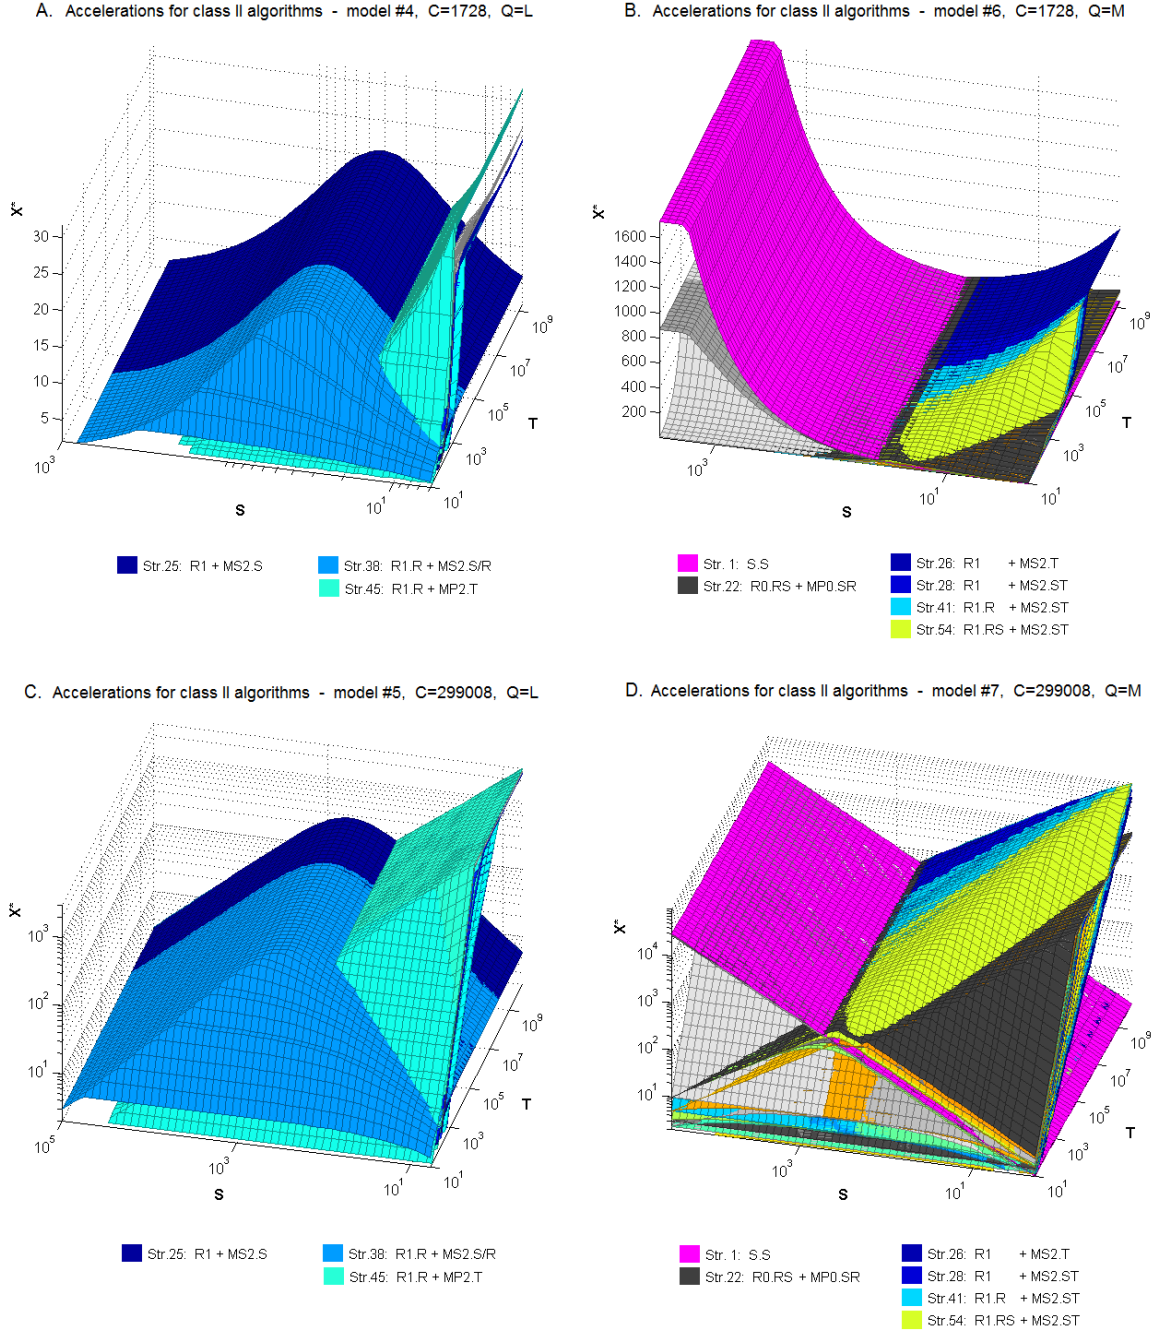 A. Accelerations for class II algorithms - model #4, C=1728, Q=L
X*
30
25
20
15
10
5
10^3
S
10^1
10^1
10^3
10^5
10^7
10^9
T
Str.25: R1 + MS2.S
Str.38: R1.R + MS2.S/R
Str.45: R1.R + MP2.T
B. Accelerations for class II algorithms - model #6, C=1728, Q=M
X*
1600
1400
1200
1000
800
600
400
200
10^3
S
10^1
10^1
10^3
10^5
10^7
10^9
T
Str. 1: S.S
Str.22: R0.RS + MP0.SR
Str.26: R1 + MS2.T
Str.28: R1 + MS2.ST
Str.41: R1.R + MS2.ST
Str.54: R1.RS + MS2.ST
C. Accelerations for class II algorithms - model #5, C=299008, Q=L
X*
10^3
10^2
10^1
10^5
10^3
S
10^1
10^1
10^3
10^5
10^7
10^9
T
Str.25: R1 + MS2.S
Str.38: R1.R + MS2.S/R
Str.45: R1.R + MP2.T
D. Accelerations for class II algorithms - model #7, C=299008, Q=M
X*
10^4
10^3
10^2
10^1
10^3
S
10^1
10^1
10^3
10^5
10^7
10^9
T
Str. 1: S.S
Str.22: R0.RS + MP0.SR
Str.26: R1 + MS2.T
Str.28: R1 + MS2.ST
Str.41: R1.R + MS2.ST
Str.54: R1.RS + MS2.ST